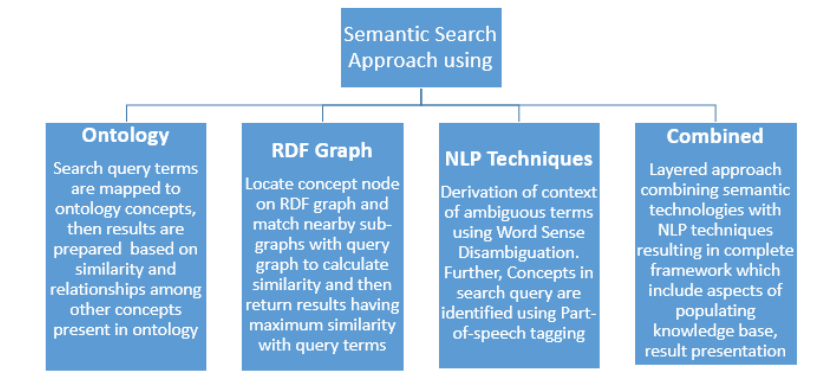 Semantic Search
Approach using
Ontology
Search query terms
are mapped to
ontology concepts,
then results are
prepared based on
similarity and
relationships among
other concepts
present in ontology
RDF Graph
Locate concept node
on RDF graph and
match nearby sub-
graphs with query
graph to calculate
similarity and then
return results having
maximum similarity
with query terms
NLP Techniques
Derivation of context
of ambiguous terms
using Word Sense
Disambiguation.
Further, Concepts in
search query are
identified using Part-
of-speech tagging
Combined
Layered approach
combining semantic
technologies with
NLP techniques
resulting in complete
framework which
include aspects of
populating
knowledge base,
result presentation